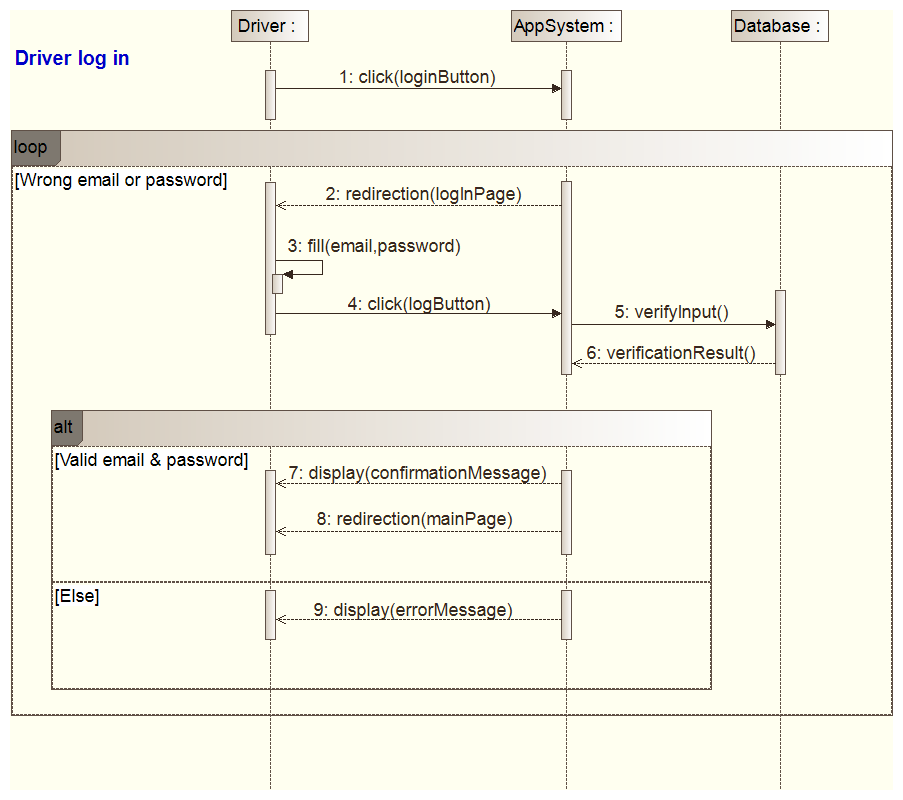 Driver :
AppSystem :
Database :
Driver log in
1: click(loginButton)
loop
[Wrong email or password]
2: redirection(logInPage)
3: fill(email,password)
4: click(logButton)
5: verifyInput()
6: verificationResult()
alt
[Valid email & password]
7: display(confirmationMessage)
8: redirection(mainPage)
[Else]
9: display(errorMessage)